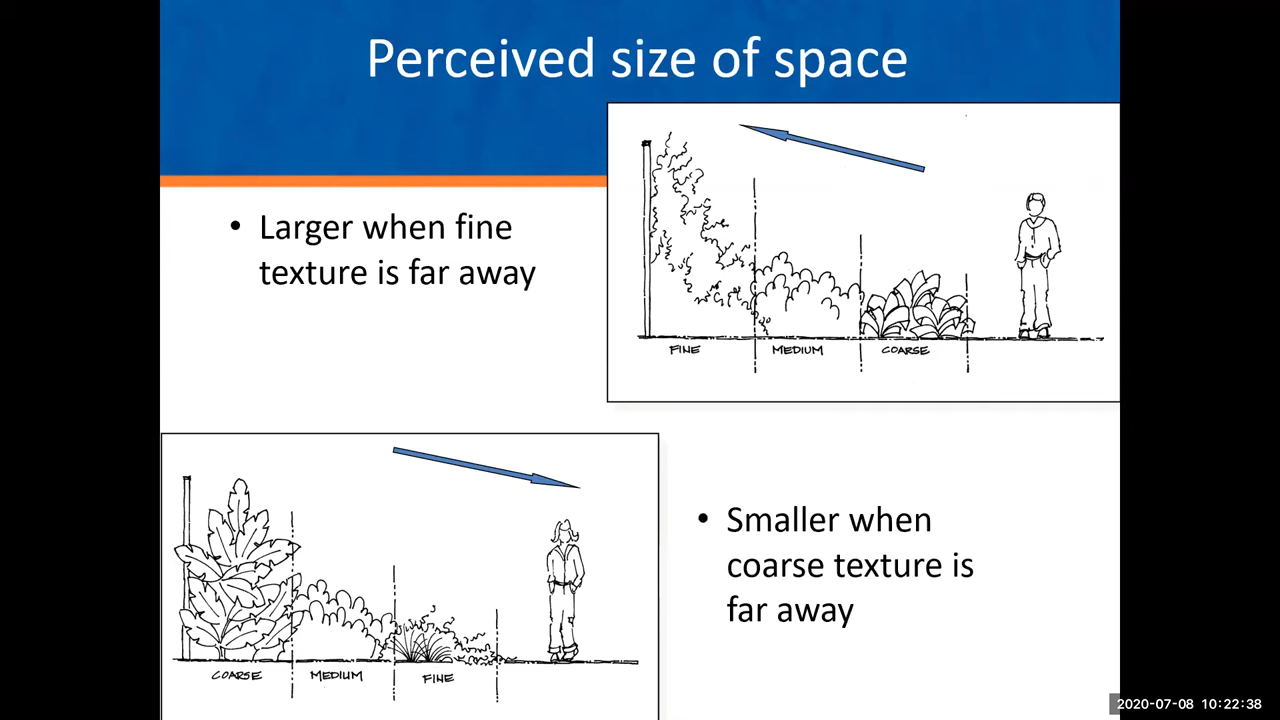 Perceived size of space
• Larger when fine
texture is far away
FINE
MEDIUM
COARSE
COARSE
MEDIUM
FINE
• Smaller when
coarse texture is
far away
2020-07-08 10:22:38